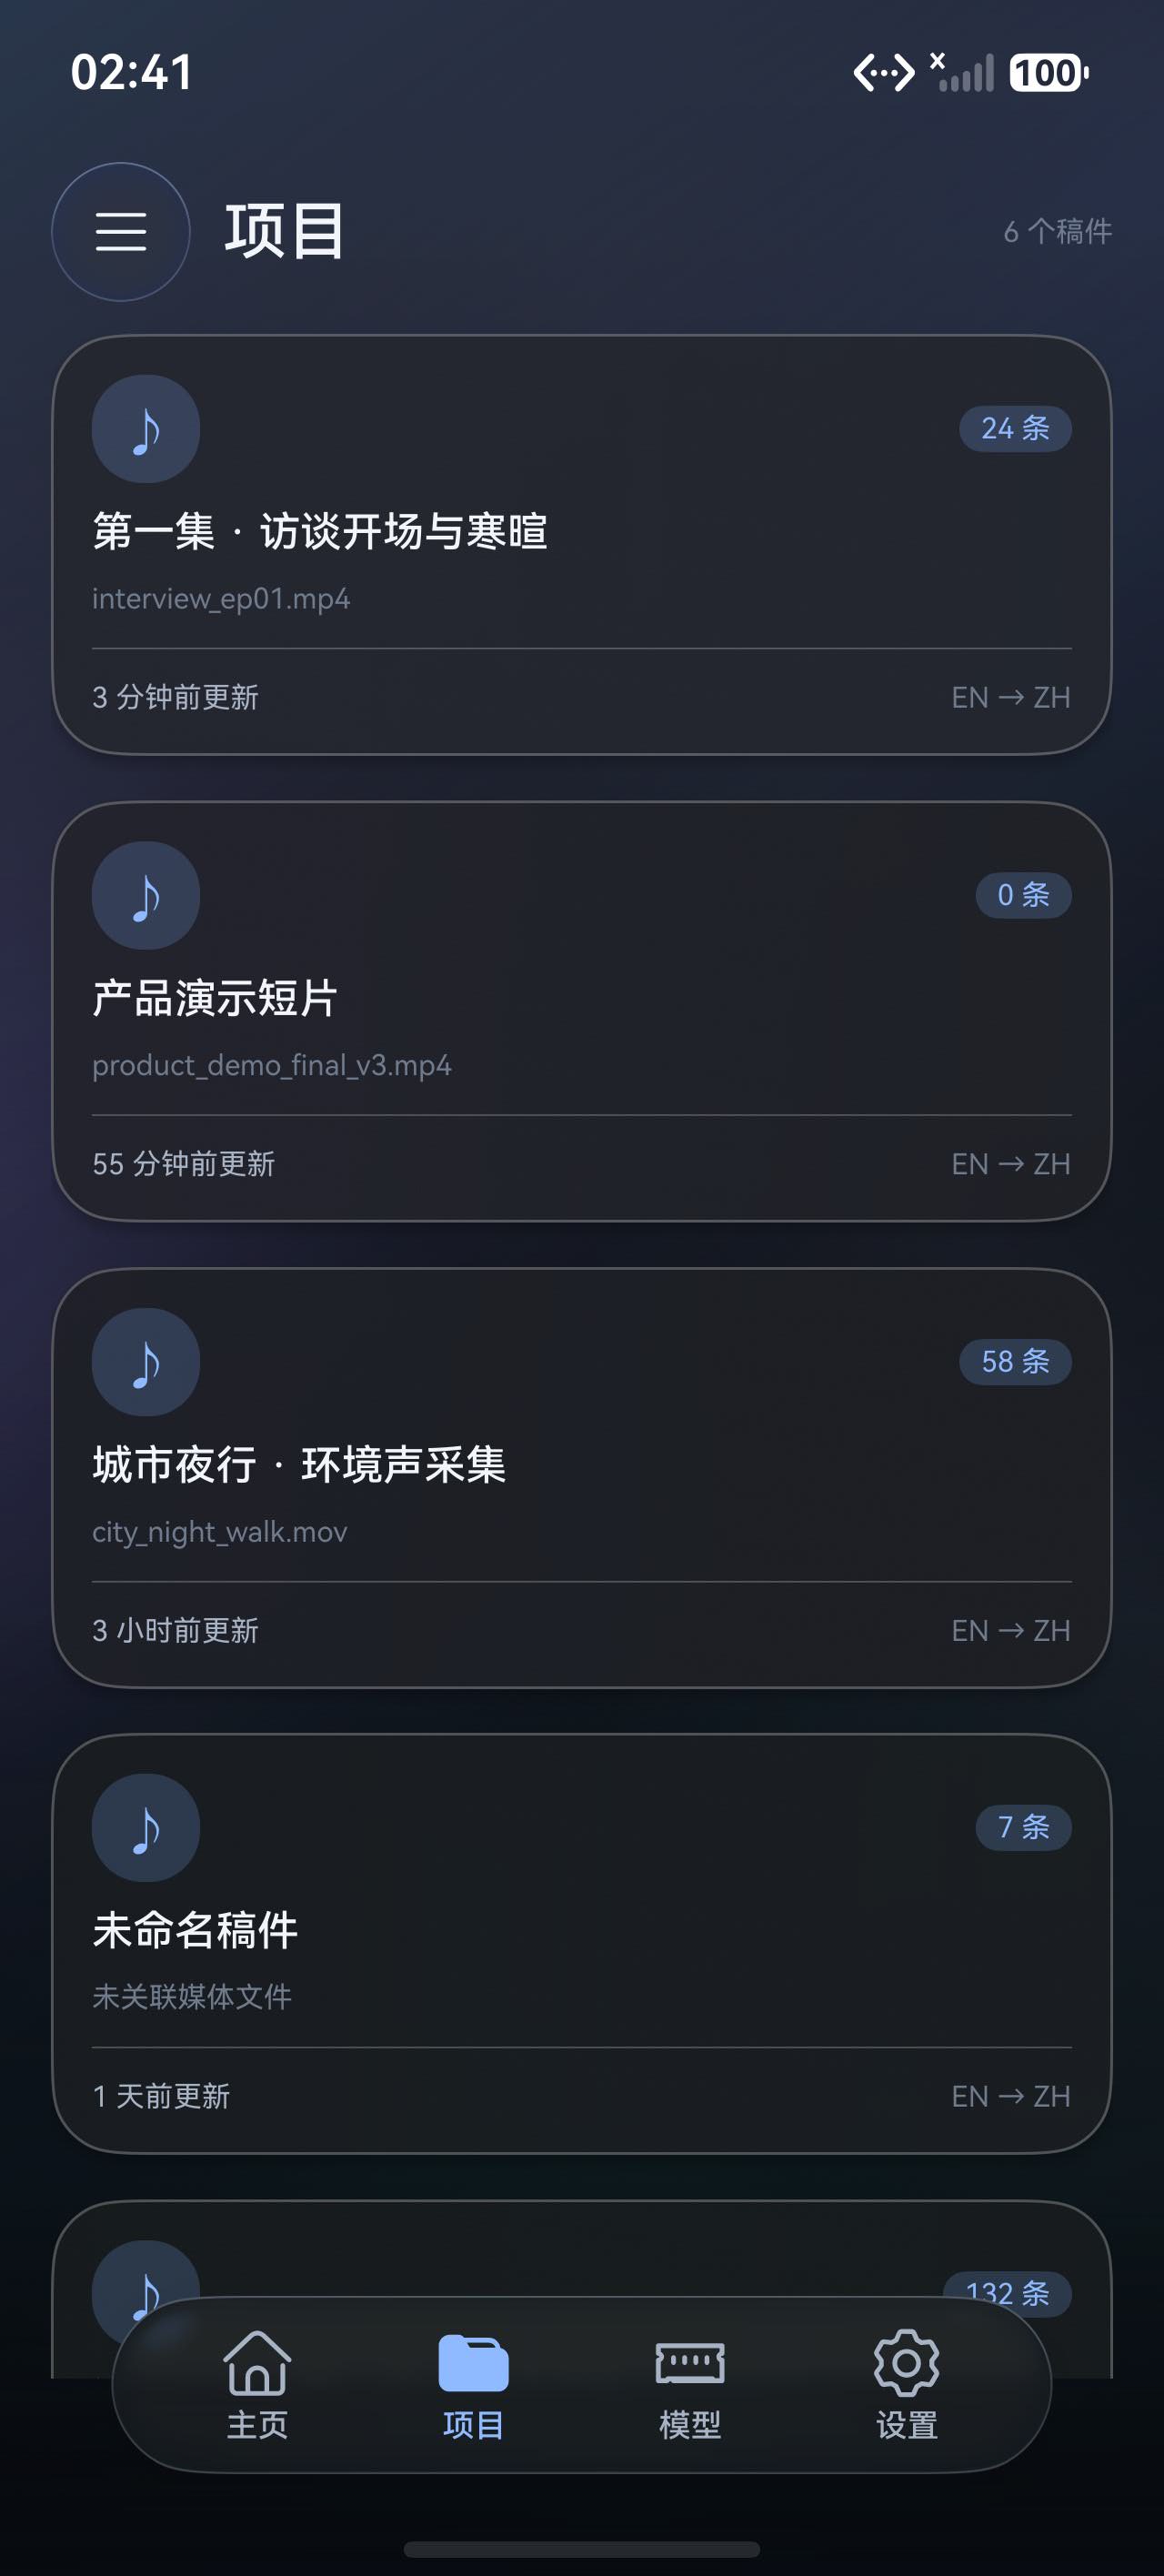 02:41
100
项目
6 个稿件
24 条
第一集 · 访谈开场与寒暄
interview_ep01.mp4
3 分钟前更新
EN → ZH
0 条
产品演示短片
product_demo_final_v3.mp4
55 分钟前更新
EN → ZH
58 条
城市夜行 · 环境声采集
city_night_walk.mov
3 小时前更新
EN → ZH
7 条
未命名稿件
未关联媒体文件
1 天前更新
EN → ZH
132 条
主页
项目
模型
设置